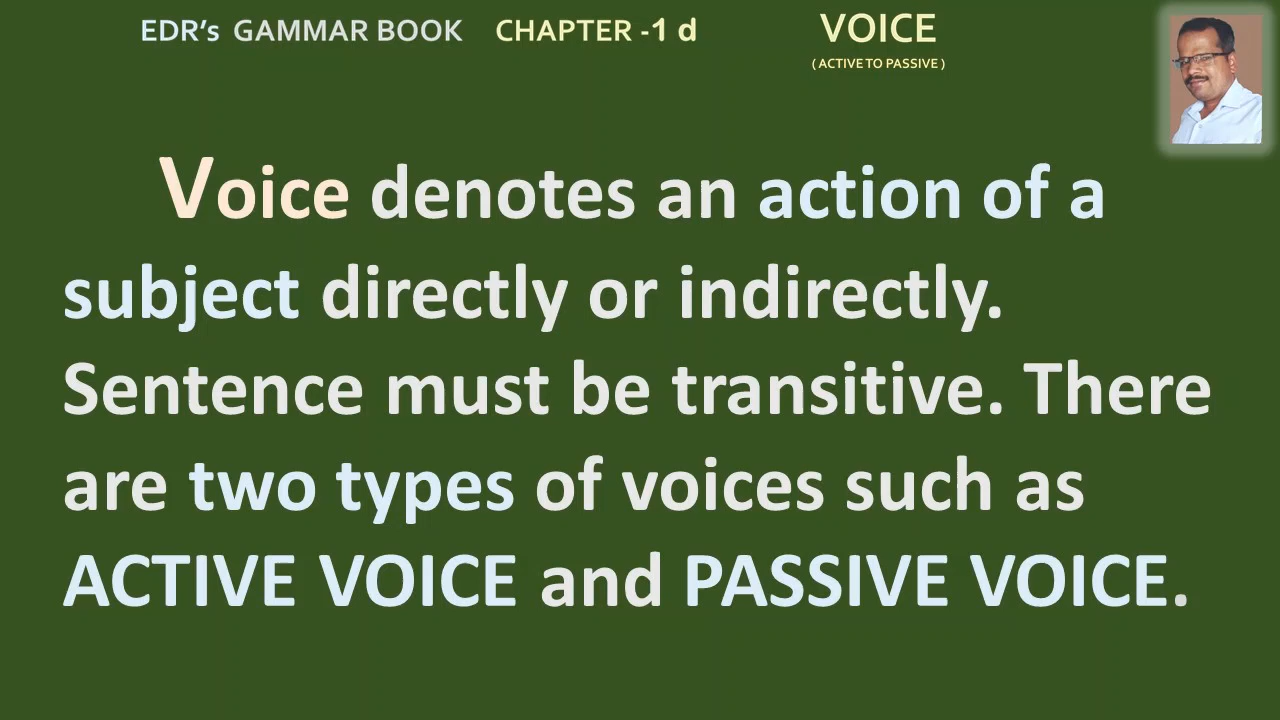 EDR's GAMMAR BOOK CHAPTER -1 d VOICE
( ACTIVE TO PASSIVE )
Voice denotes an action of a
subject directly or indirectly.
Sentence must be transitive. There
are two types of voices such as
ACTIVE VOICE and PASSIVE VOICE.